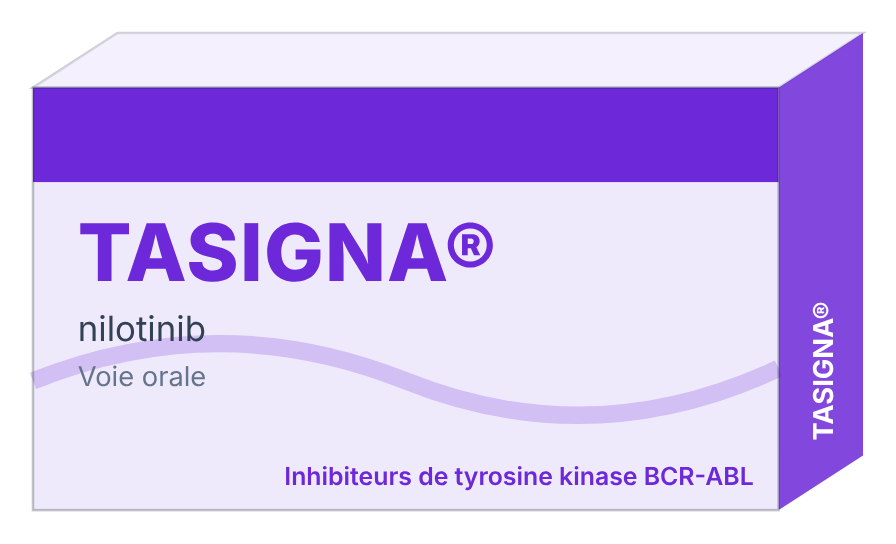 TASIGNA®
nilotinib
Voie orale
Inhibiteurs de tyrosine kinase BCR-ABL
TASIGNA®